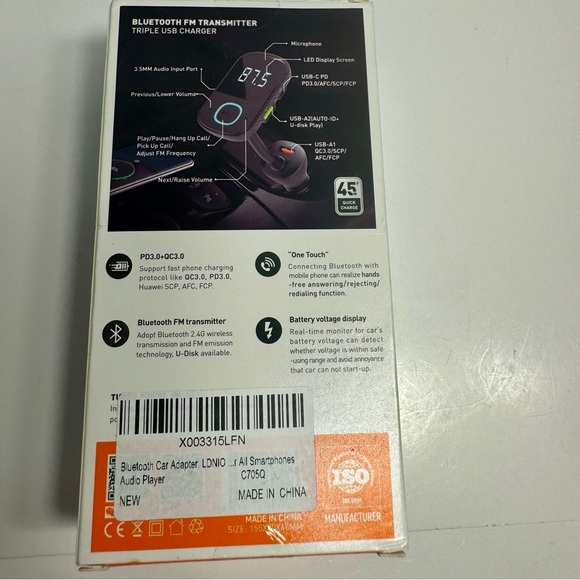 BLUETOOTH FM TRANSMITTER
TRIPLE USB CHARGER
Microphone
LED Display Screen
3.5MM Audio Input Port
87.5
USB-C PD
PD3.0/AFC/SCP/FCP
Previous/Lower Volume
USB-A2(AUTO-ID+
U-disk Play)
Play/Pause/Hang Up Call/
Pick Up Call/
Adjust FM Frequency
USB-A1
QC3.0/SCP/
AFC/FCP
Next/Raise Volume
45
QUICK
CHARGE
PD3.0+QC3.0
Support fast phone charging
protocol like QC3.0, PD3.0,
Huawei SCP, AFC, FCP.
"One Touch"
Connecting Bluetooth with
mobile phone can realize hands
-free answering/rejecting/
redialing function.
Bluetooth FM transmitter
Adopt Bluetooth 2.4G wireless
transmission and FM emission
technology, U-Disk available.
Battery voltage display
Real-time monitor for car's
battery voltage can detect
whether voltage is within safe
-using range and avoid annoyance
that car can not start-up.
X003315LFN
Bluetooth Car Adapter, LDNIO ...r All Smartphones
Audio Player C705Q
NEW MADE IN CHINA
ISO
MADE IN CHINA
MANUFACTURER
CE